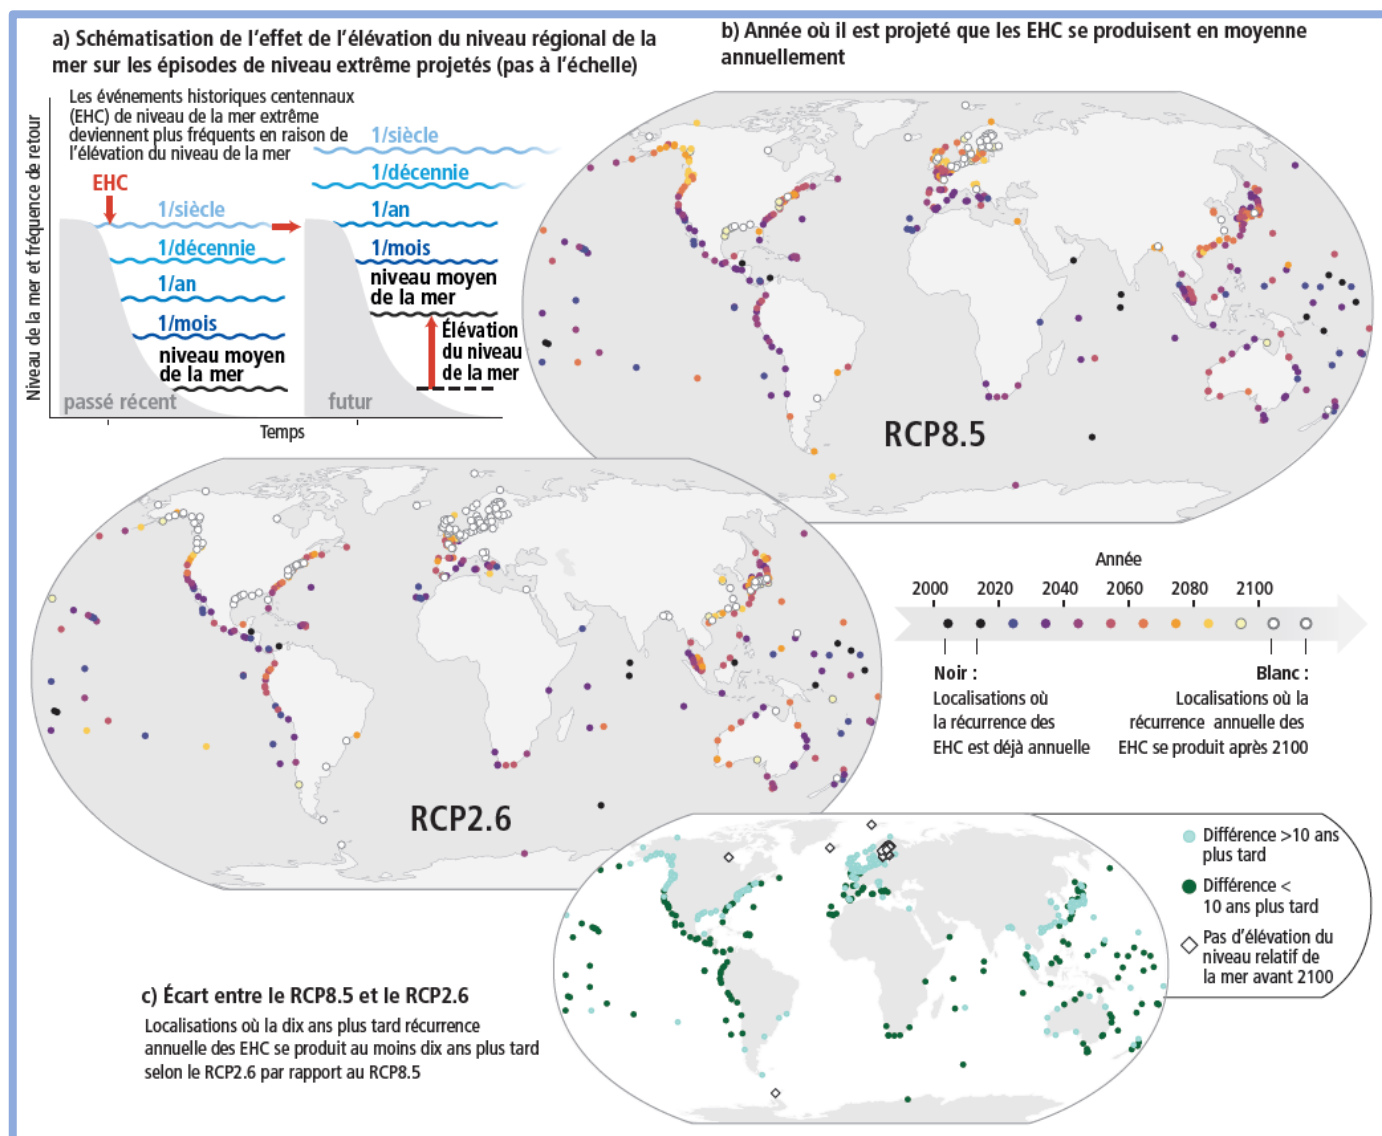 a) Schématisation de l'effet de l'élévation du niveau régional de la
mer sur les épisodes de niveau extrême projetés (pas à l'échelle)
Niveau de la mer et fréquence de retour
Les événements historiques centennaux
(EHC) de niveau de la mer extrême
deviennent plus fréquents en raison de
l'élévation du niveau de la mer
EHC
1/siècle
1/décennie
1/an
1/mois
niveau moyen
de la mer
passé récent
1/siècle
1/décennie
1/an
1/mois
niveau moyen
de la mer
Élévation
du niveau
de la mer
futur
Temps
b) Année où il est projeté que les EHC se produisent en moyenne
annuellement
RCP8.5
RCP2.6
Année
2000 2020 2040 2060 2080 2100
Noir :
Localisations où
la récurrence des
EHC est déjà annuelle
Blanc :
Localisations où la
récurrence annuelle des
EHC se produit après 2100
c) Écart entre le RCP8.5 et le RCP2.6
Localisations où la dix ans plus tard récurrence
annuelle des EHC se produit au moins dix ans plus tard
selon le RCP2.6 par rapport au RCP8.5
Différence >10 ans
plus tard
Différence <
10 ans plus tard
Pas d'élévation du
niveau relatif de
la mer avant 2100